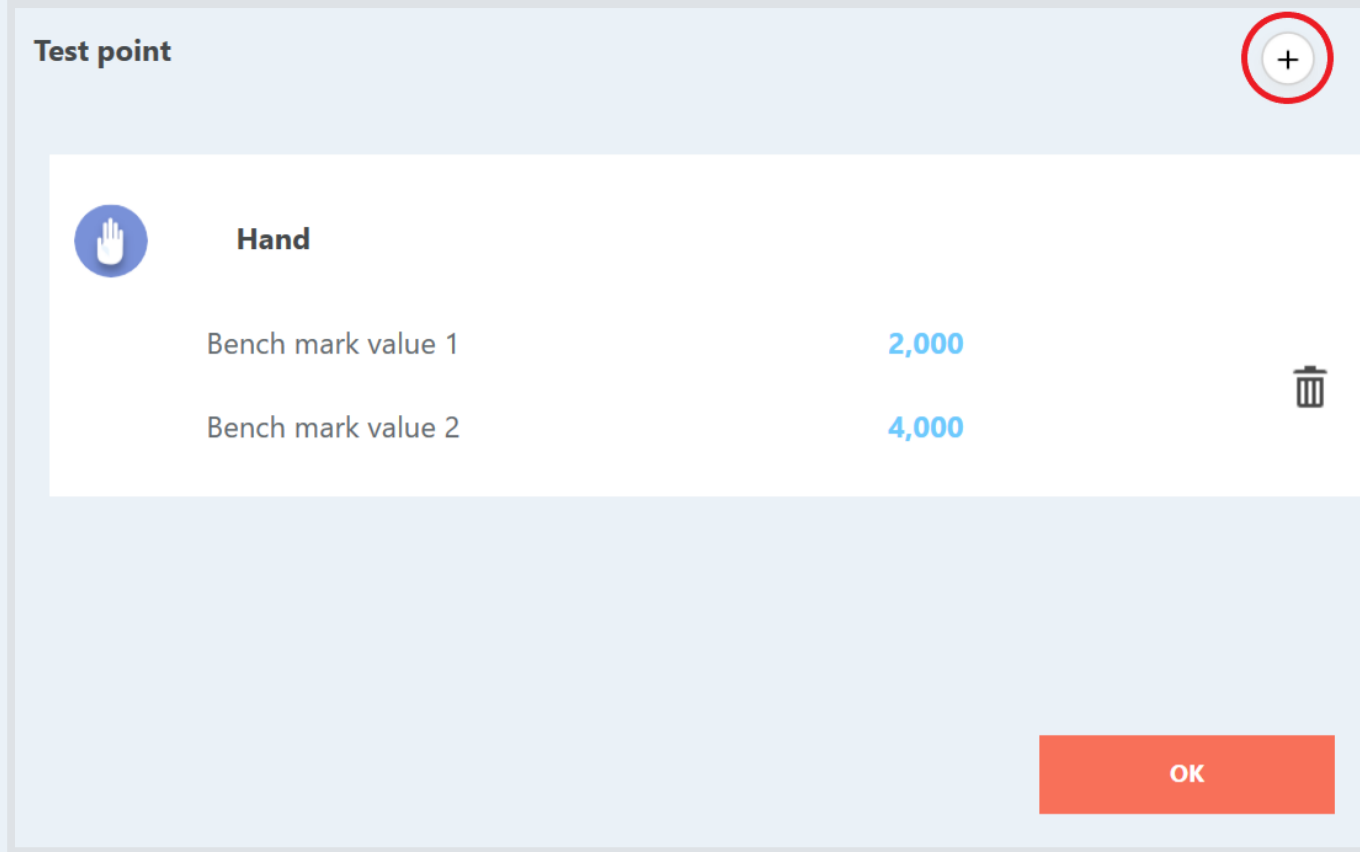 Test point
+
Hand
Bench mark value 1 2,000
Bench mark value 2 4,000
OK